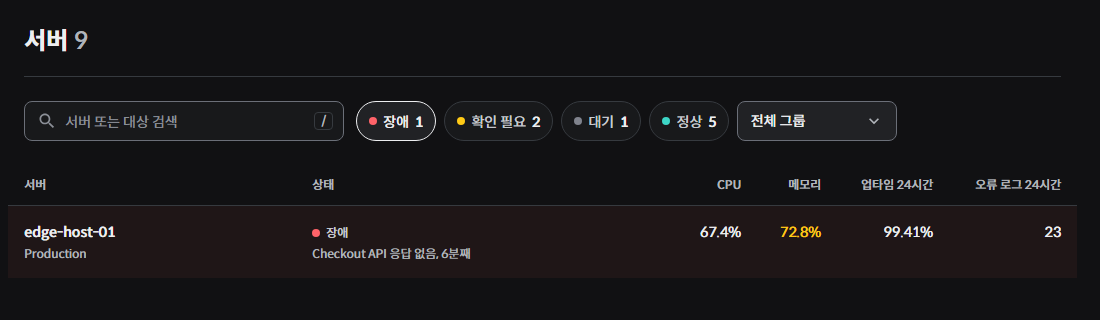 서버 9
서버 또는 대상 검색 / 장애 1 확인 필요 2 대기 1 정상 5 전체 그룹
서버 상태 CPU 메모리 업타임 24시간 오류 로그 24시간
edge-host-01 장애 67.4% 72.8% 99.41% 23
Production Checkout API 응답 없음, 6분째